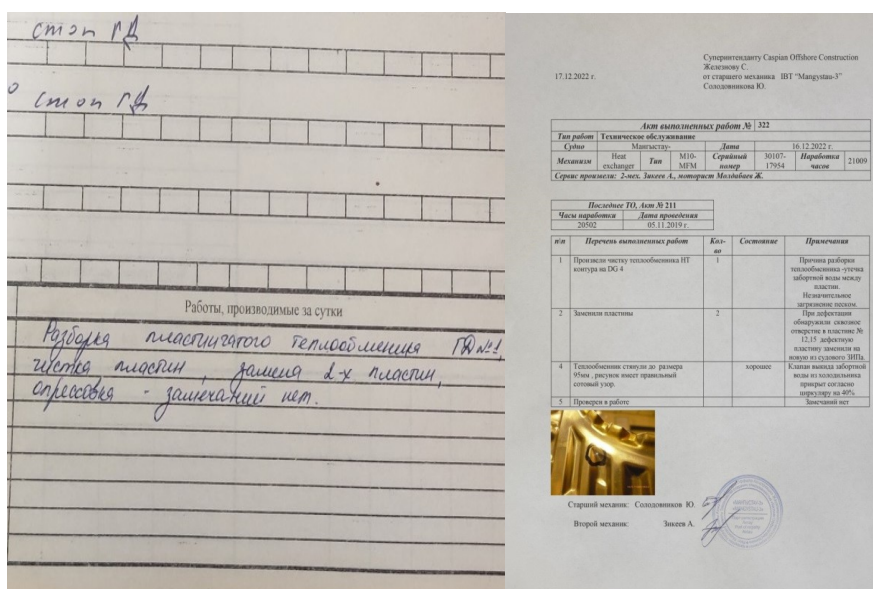 стоп ГД
стоп ГД
Работы, производимые за сутки
Разборка пластинчатого теплообменика ГД№1,
чистка пластин, замена 2-х пластин,
опрессовка - замечаний нет.
Суперинтенданту Caspian Offshore Construction
Железнову С.
17.12.2022 г.
от старшего механика IBT “Mangystau-3”
Солодовникова Ю.
Акт выполненных работ № 322
Тип работ Техническое обслуживание
Судно Мангыстау- Дата 16.12.2022 г.
Механизм Heat exchanger Тип M10-MFM Серийный номер 30107-17954 Наработка часов 21009
Сервис произвели: 2-мех. Зикеев А., моторист Молдабаев Ж.
Последнее ТО, Акт № 211
Часы наработки Дата проведения
20502 05.11.2019 г.
п\п Перечень выполненных работ Кол-во Состояние Примечания
1 Произвели чистку теплообменника НТ контура на DG 4 1 Причина разборки теплообменника -утечка забортной воды между пластин. Незначительное загрязнение песком.
2 Заменили пластины 2 При дефектации обнаружили сквозное отверстие в пластине № 12,15 дефектную пластину заменили на новую из судового ЗИПа.
4 Теплообменник стянули до размера 95мм , рисунок имеет правильный сотовый узор. хорошее Клапан выхода забортной воды из холодильника прикрыт согласно циркуляру на 40%
5 Проверен в работе Замечаний нет
Старший механик: Солодовников Ю.
Второй механик: Зикеев А.